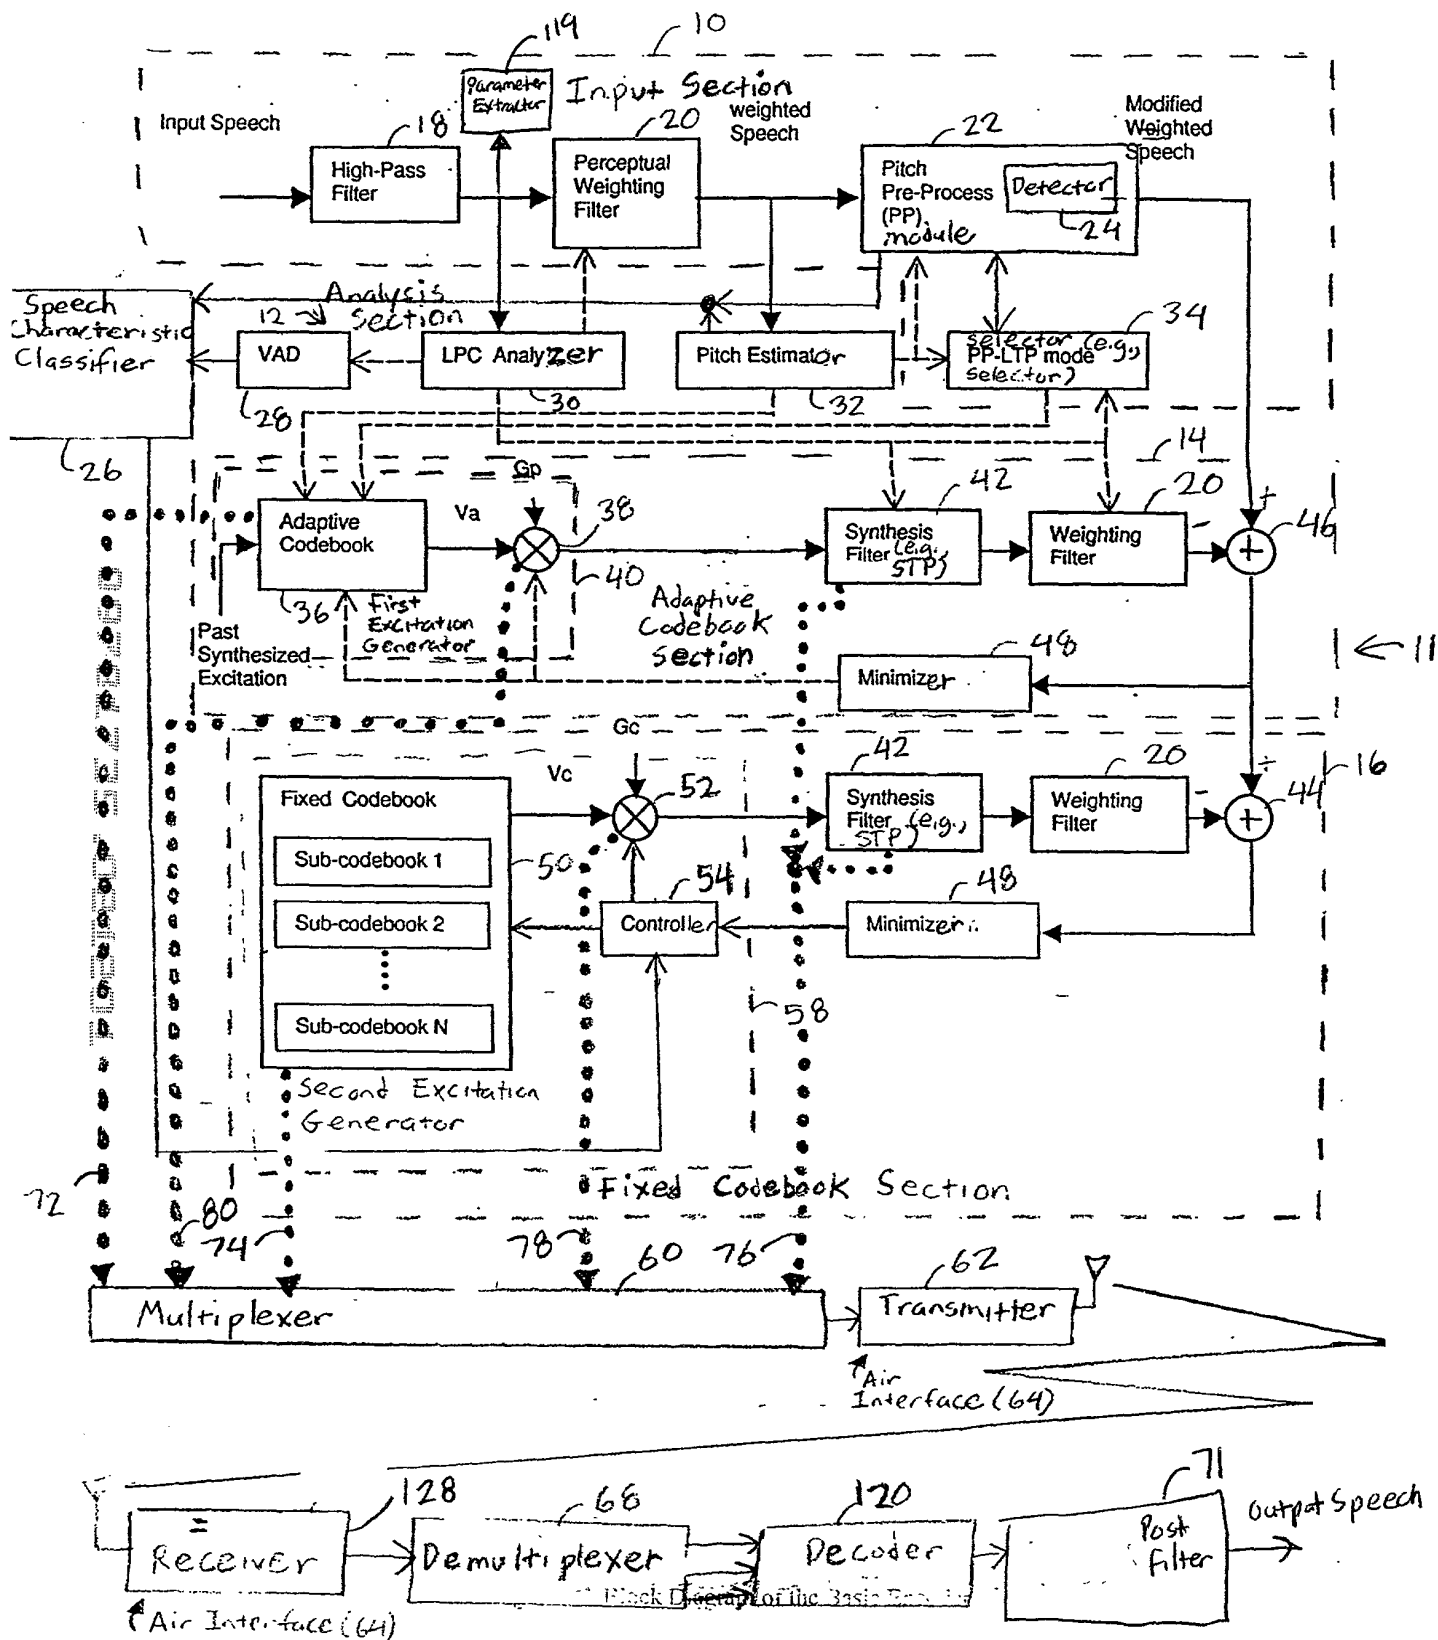 119
10
Parameter
Extractor
Input Section
Input Speech
18
20
weighted
Speech
22
Modified
Weighted
Speech
High-Pass
Filter
Perceptual
Weighting
Filter
Pitch
Pre-Process
(PP)
module
Detector
24
Speech
Characteristic
Classifier
Analysis
Section
12
34
VAD
LPC Analyzer
Pitch Estimator
selector (e.g.,
PP-LTP mode
selector)
28
30
32
26
14
Gp
Va
38
42
20
+
Adaptive
Codebook
Synthesis
Filter (e.g.,
STP)
Weighting
Filter
-
+
46
40
36
First
Excitation
Generator
Adaptive
Codebook
Section
Past
Synthesized
Excitation
48
11
Minimizer
Gc
Vc
42
20
16
Fixed Codebook
52
Synthesis
Filter (e.g.,
STP)
Weighting
Filter
-
+
44
Sub-codebook 1
50
54
48
Sub-codebook 2
Controller
Minimizer
58
Sub-codebook N
Second Excitation
Generator
72
80
74
Fixed Codebook Section
78
60
76
62
Multiplexer
Transmitter
Air
Interface (64)
128
68
120
71
Receiver
Demultiplexer
Decoder
Post
Filter
Output Speech
Block Diagram of the Basic
Air Interface (64)